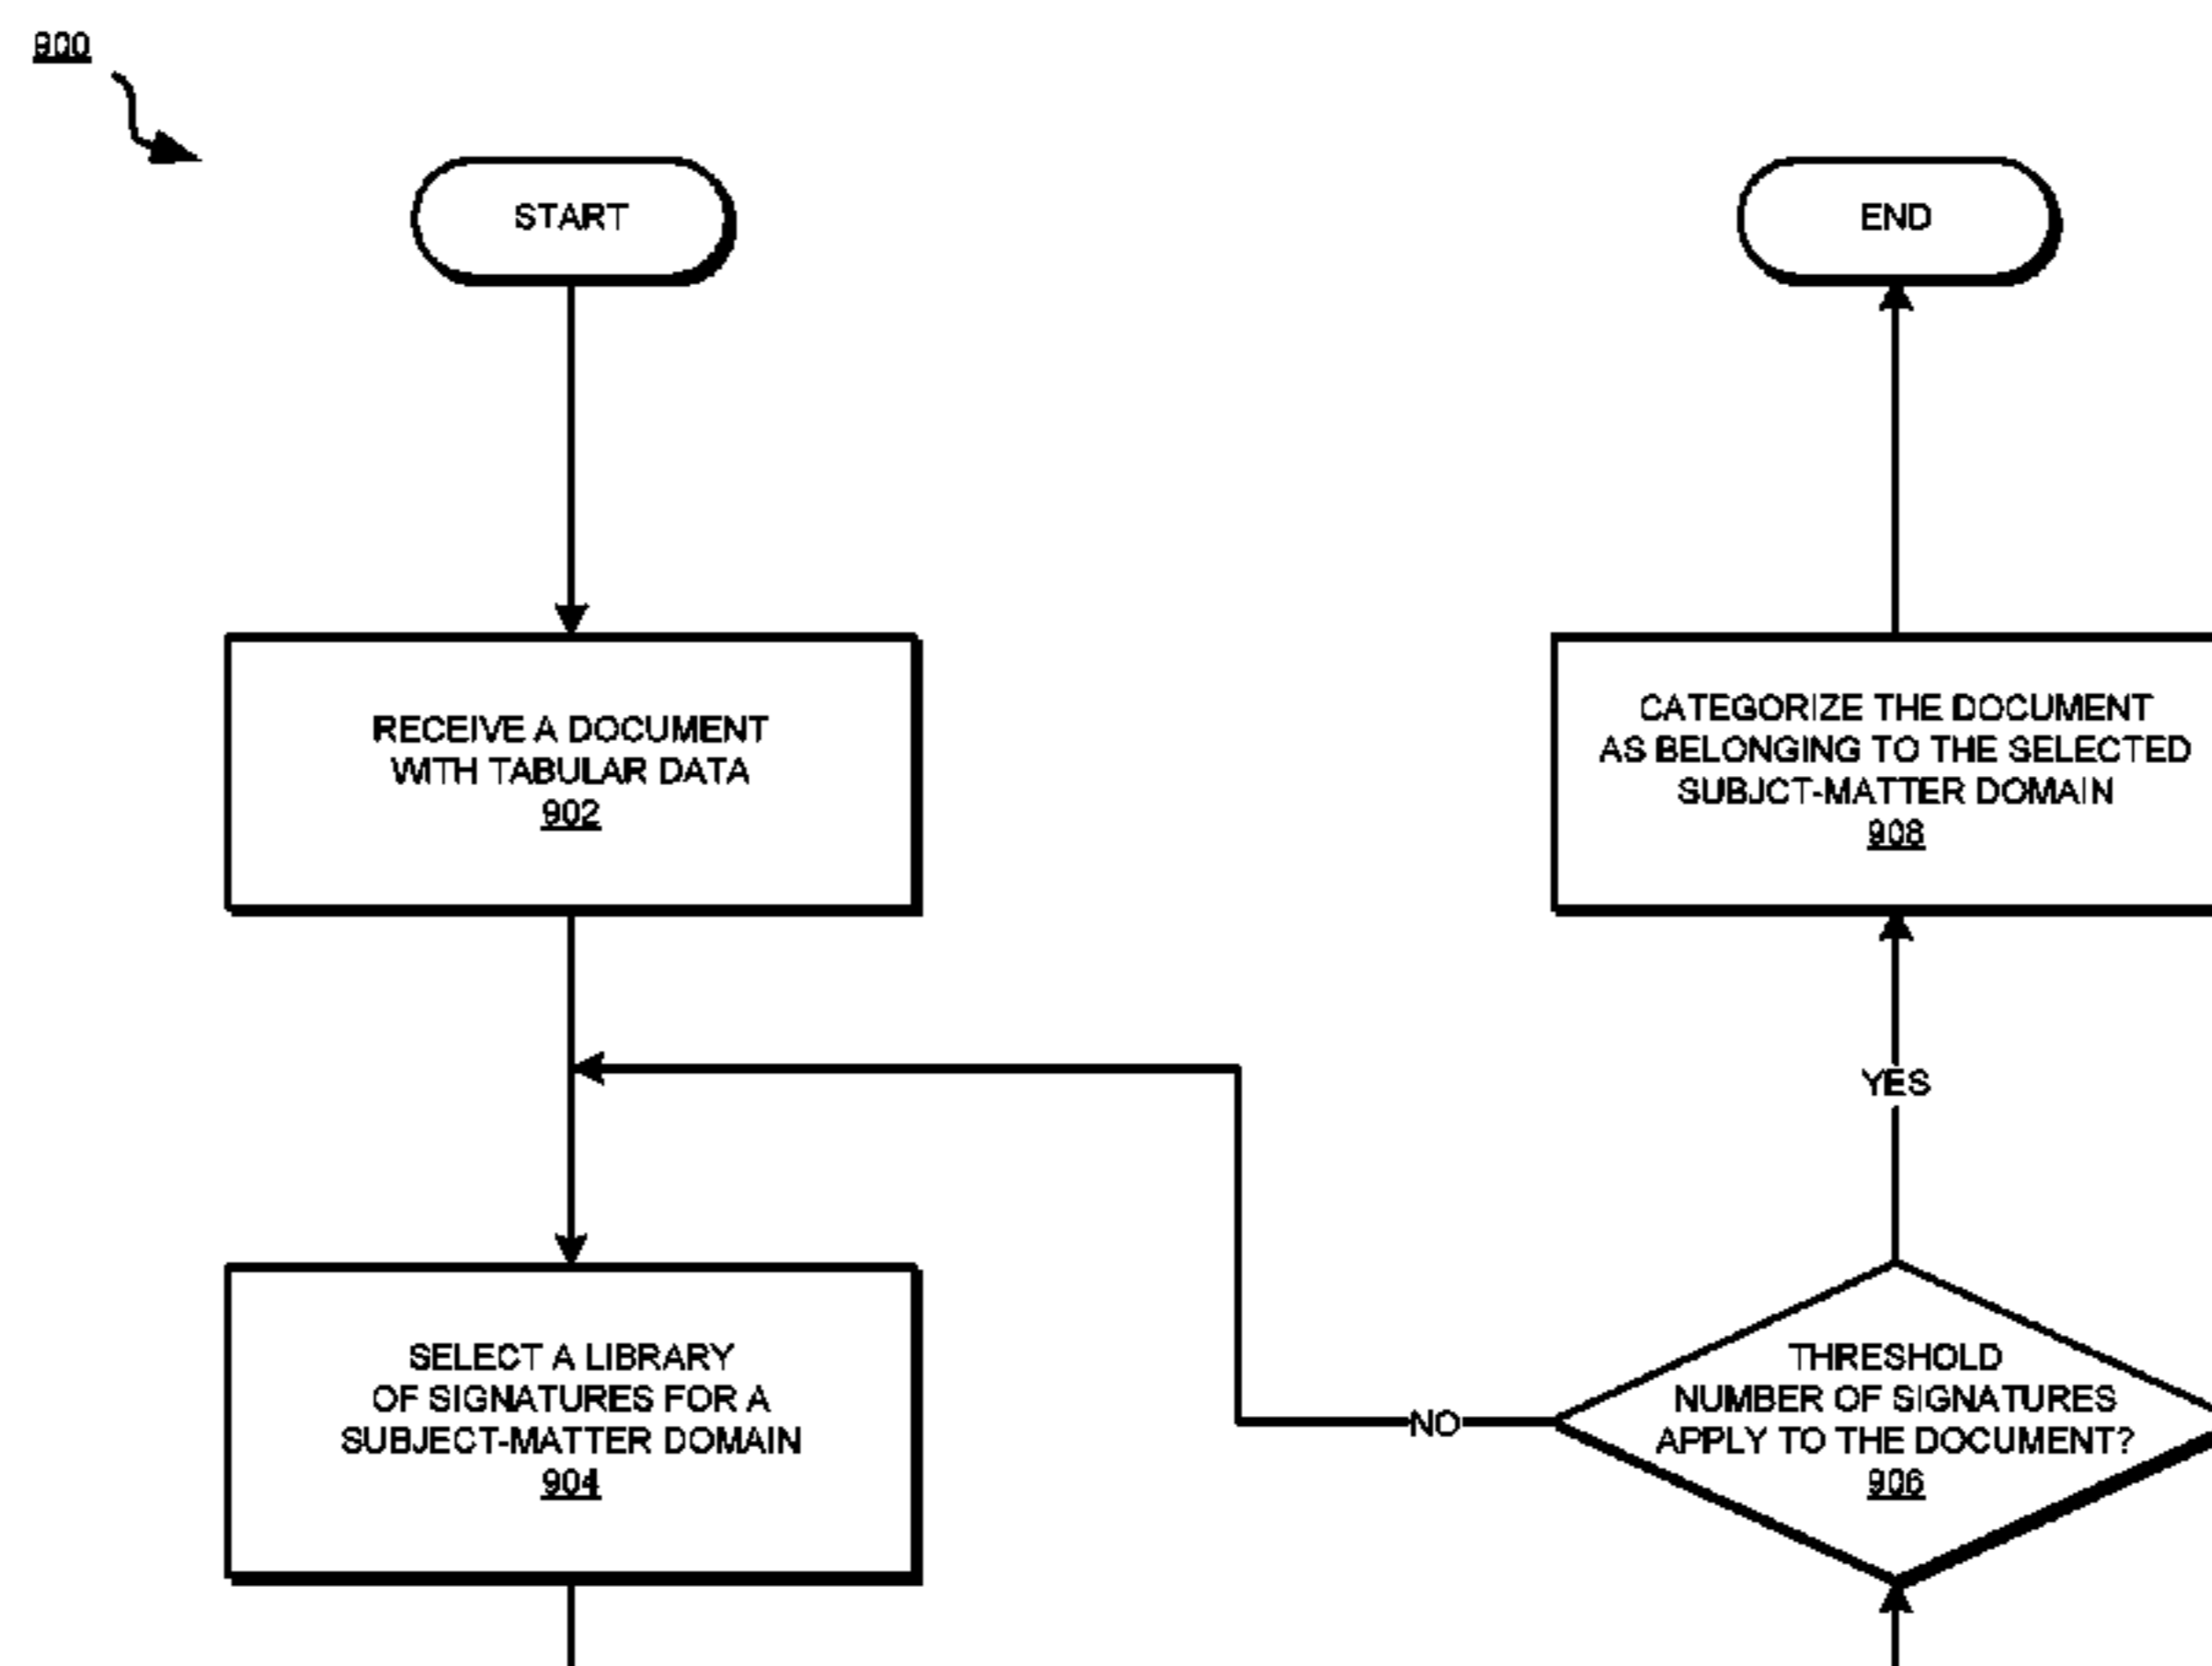 900
START
RECEIVE A DOCUMENT
WITH TABULAR DATA
902
SELECT A LIBRARY
OF SIGNATURES FOR A
SUBJECT-MATTER DOMAIN
904
END
CATEGORIZE THE DOCUMENT
AS BELONGING TO THE SELECTED
SUBJCT-MATTER DOMAIN
908
YES
NO
THRESHOLD
NUMBER OF SIGNATURES
APPLY TO THE DOCUMENT?
906